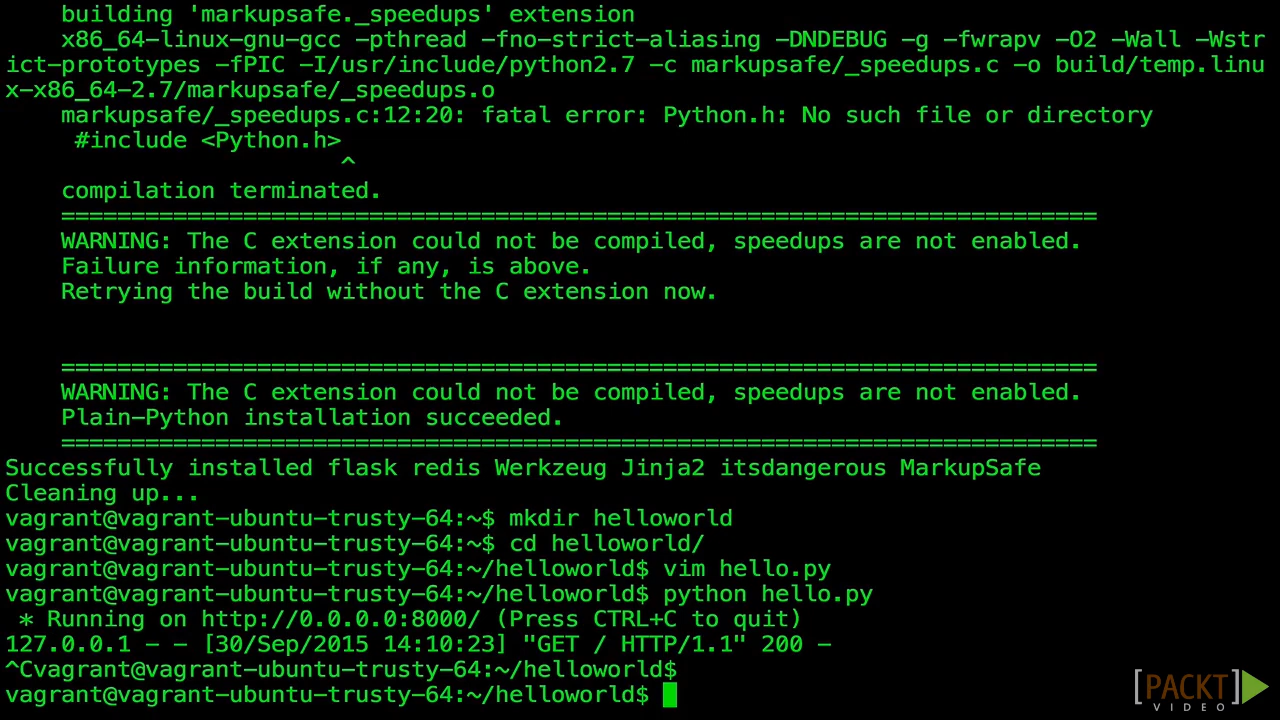 building 'markupsafe._speedups' extension
x86_64-linux-gnu-gcc -pthread -fno-strict-aliasing -DNDEBUG -g -fwrapv -O2 -Wall -Wstr
ict-prototypes -fPIC -I/usr/include/python2.7 -c markupsafe/_speedups.c -o build/temp.linu
x-x86_64-2.7/markupsafe/_speedups.o
markupsafe/_speedups.c:12:20: fatal error: Python.h: No such file or directory
#include <Python.h>
^
compilation terminated.
==========================================================================
WARNING: The C extension could not be compiled, speedups are not enabled.
Failure information, if any, is above.
Retrying the build without the C extension now.
==========================================================================
WARNING: The C extension could not be compiled, speedups are not enabled.
Plain-Python installation succeeded.
==========================================================================
Successfully installed flask redis Werkzeug Jinja2 itsdangerous MarkupSafe
Cleaning up...
vagrant@vagrant-ubuntu-trusty-64:~$ mkdir helloworld
vagrant@vagrant-ubuntu-trusty-64:~$ cd helloworld/
vagrant@vagrant-ubuntu-trusty-64:~/helloworld$ vim hello.py
vagrant@vagrant-ubuntu-trusty-64:~/helloworld$ python hello.py
* Running on http://0.0.0.0:8000/ (Press CTRL+C to quit)
127.0.0.1 - - [30/Sep/2015 14:10:23] "GET / HTTP/1.1" 200 -
^Cvagrant@vagrant-ubuntu-trusty-64:~/helloworld$
vagrant@vagrant-ubuntu-trusty-64:~/helloworld$
[PACKT]
VIDEO